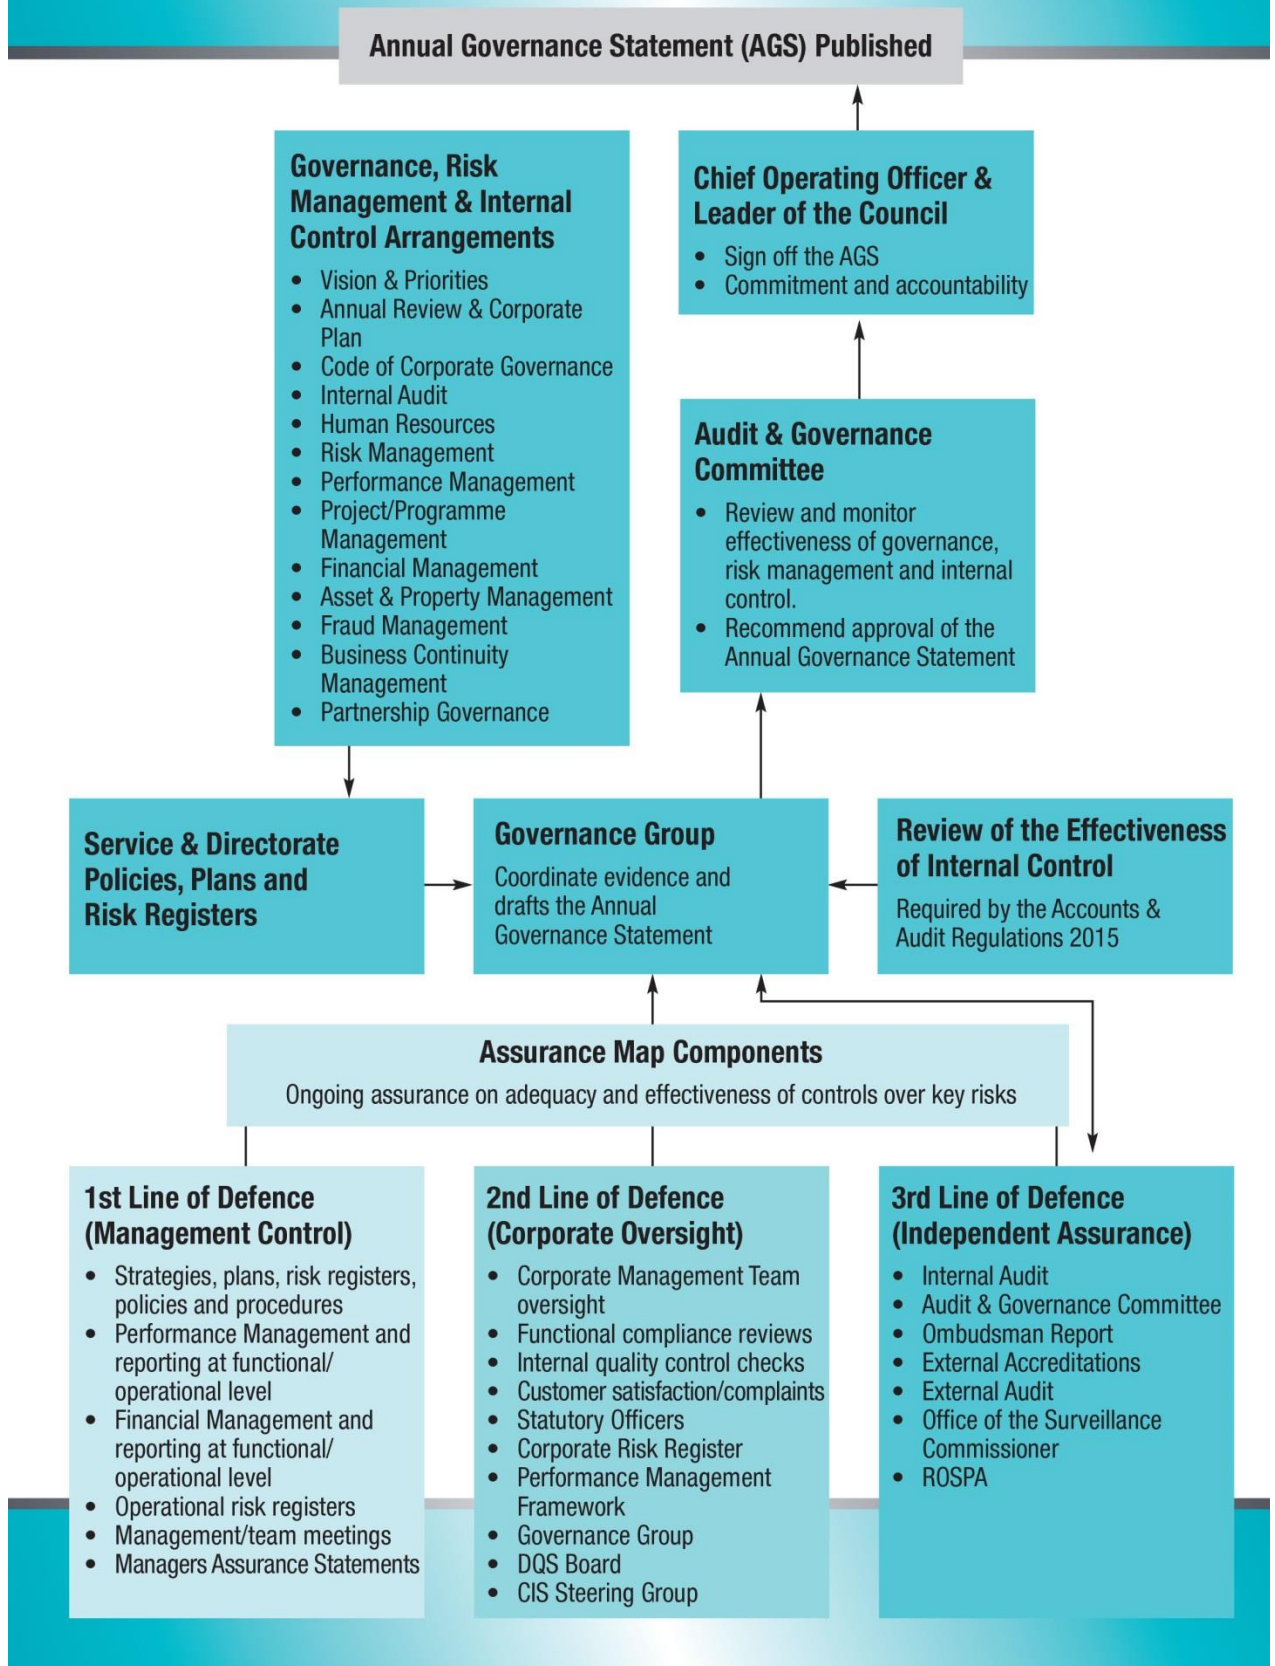 Annual Governance Statement (AGS) Published
Governance, Risk
Management & Internal
Control Arrangements
• Vision & Priorities
• Annual Review & Corporate
Plan
• Code of Corporate Governance
• Internal Audit
• Human Resources
• Risk Management
• Performance Management
• Project/Programme
Management
• Financial Management
• Asset & Property Management
• Fraud Management
• Business Continuity
Management
• Partnership Governance
Chief Operating Officer &
Leader of the Council
• Sign off the AGS
• Commitment and accountability
Audit & Governance
Committee
• Review and monitor
effectiveness of governance,
risk management and internal
control.
• Recommend approval of the
Annual Governance Statement
Service & Directorate
Policies, Plans and
Risk Registers
Governance Group
Coordinate evidence and
drafts the Annual
Governance Statement
Review of the Effectiveness
of Internal Control
Required by the Accounts &
Audit Regulations 2015
Assurance Map Components
Ongoing assurance on adequacy and effectiveness of controls over key risks
1st Line of Defence
(Management Control)
• Strategies, plans, risk registers,
policies and procedures
• Performance Management and
reporting at functional/
operational level
• Financial Management and
reporting at functional/
operational level
• Operational risk registers
• Management/team meetings
• Managers Assurance Statements
2nd Line of Defence
(Corporate Oversight)
• Corporate Management Team
oversight
• Functional compliance reviews
• Internal quality control checks
• Customer satisfaction/complaints
• Statutory Officers
• Corporate Risk Register
• Performance Management
Framework
• Governance Group
• DQS Board
• CIS Steering Group
3rd Line of Defence
(Independent Assurance)
• Internal Audit
• Audit & Governance Committee
• Ombudsman Report
• External Accreditations
• External Audit
• Office of the Surveillance
Commissioner
• ROSPA